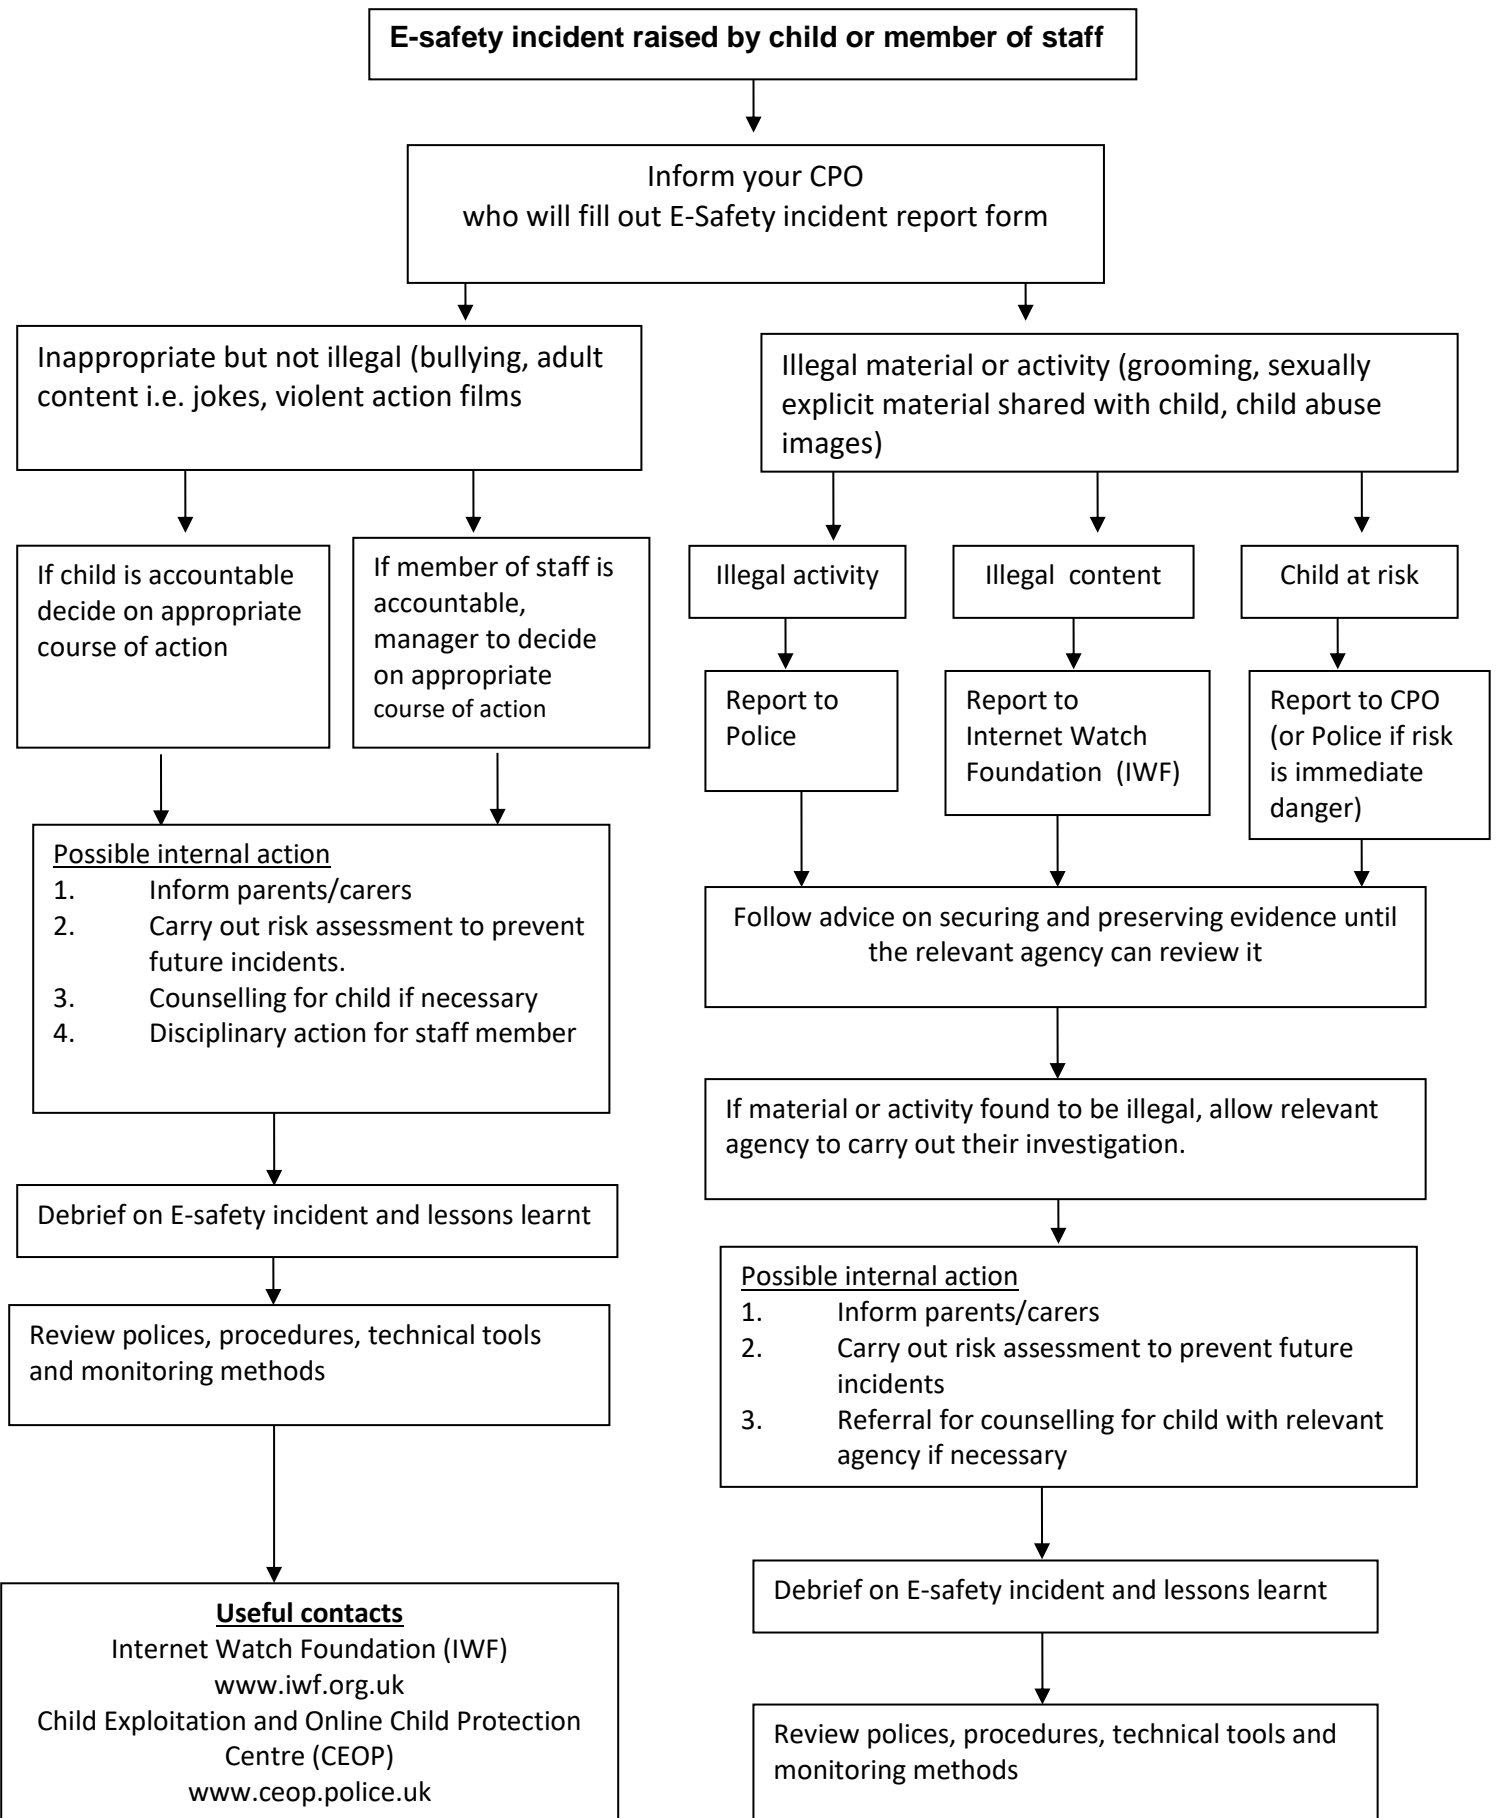 E-safety incident raised by child or member of staff
Inform your CPO
who will fill out E-Safety incident report form
Inappropriate but not illegal (bullying, adult
content i.e. jokes, violent action films
Illegal material or activity (grooming, sexually
explicit material shared with child, child abuse
images)
If child is accountable
decide on appropriate
course of action
If member of staff is
accountable,
manager to decide
on appropriate
course of action
Illegal activity
Illegal content
Child at risk
Report to
Police
Report to
Internet Watch
Foundation (IWF)
Report to CPO
(or Police if risk
is immediate
danger)
Possible internal action
1. Inform parents/carers
2. Carry out risk assessment to prevent
future incidents.
3. Counselling for child if necessary
4. Disciplinary action for staff member
Follow advice on securing and preserving evidence until
the relevant agency can review it
If material or activity found to be illegal, allow relevant
agency to carry out their investigation.
Debrief on E-safety incident and lessons learnt
Review polices, procedures, technical tools
and monitoring methods
Possible internal action
1. Inform parents/carers
2. Carry out risk assessment to prevent future
incidents
3. Referral for counselling for child with relevant
agency if necessary
Debrief on E-safety incident and lessons learnt
Review polices, procedures, technical tools and
monitoring methods
Useful contacts
Internet Watch Foundation (IWF)
www.iwf.org.uk
Child Exploitation and Online Child Protection
Centre (CEOP)
www.ceop.police.uk